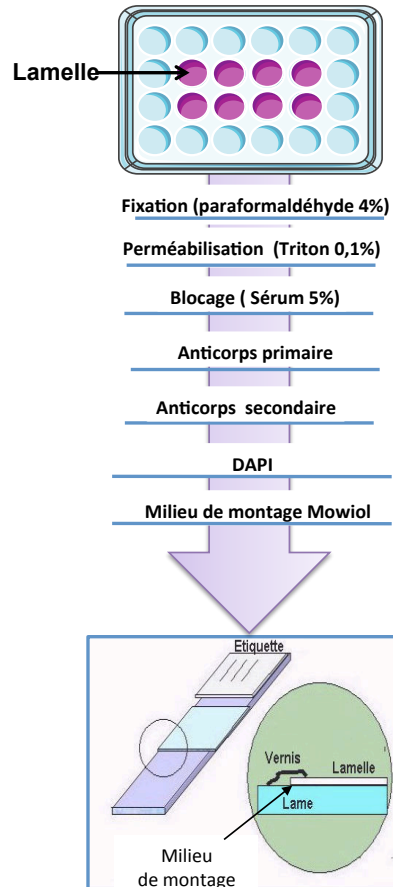 Lamelle
Fixation (paraformaldéhyde 4%)
Perméabilisation (Triton 0,1%)
Blocage ( Sérum 5%)
Anticorps primaire
Anticorps secondaire
DAPI
Milieu de montage Mowiol
Etiquette
Vernis
Lamelle
Lame
Milieu
de montage